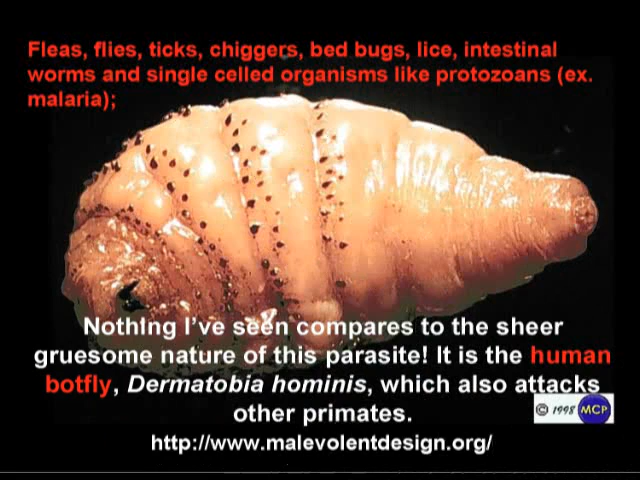 Fleas, flies, ticks, chiggers, bed bugs, lice, intestinal
worms and single celled organisms like protozoans (ex.
malaria);
Nothing I've seen compares to the sheer
gruesome nature of this parasite! It is the human
botfly, Dermatobia hominis, which also attacks
other primates.
© 1998 MCP
http://www.malevolentdesign.org/